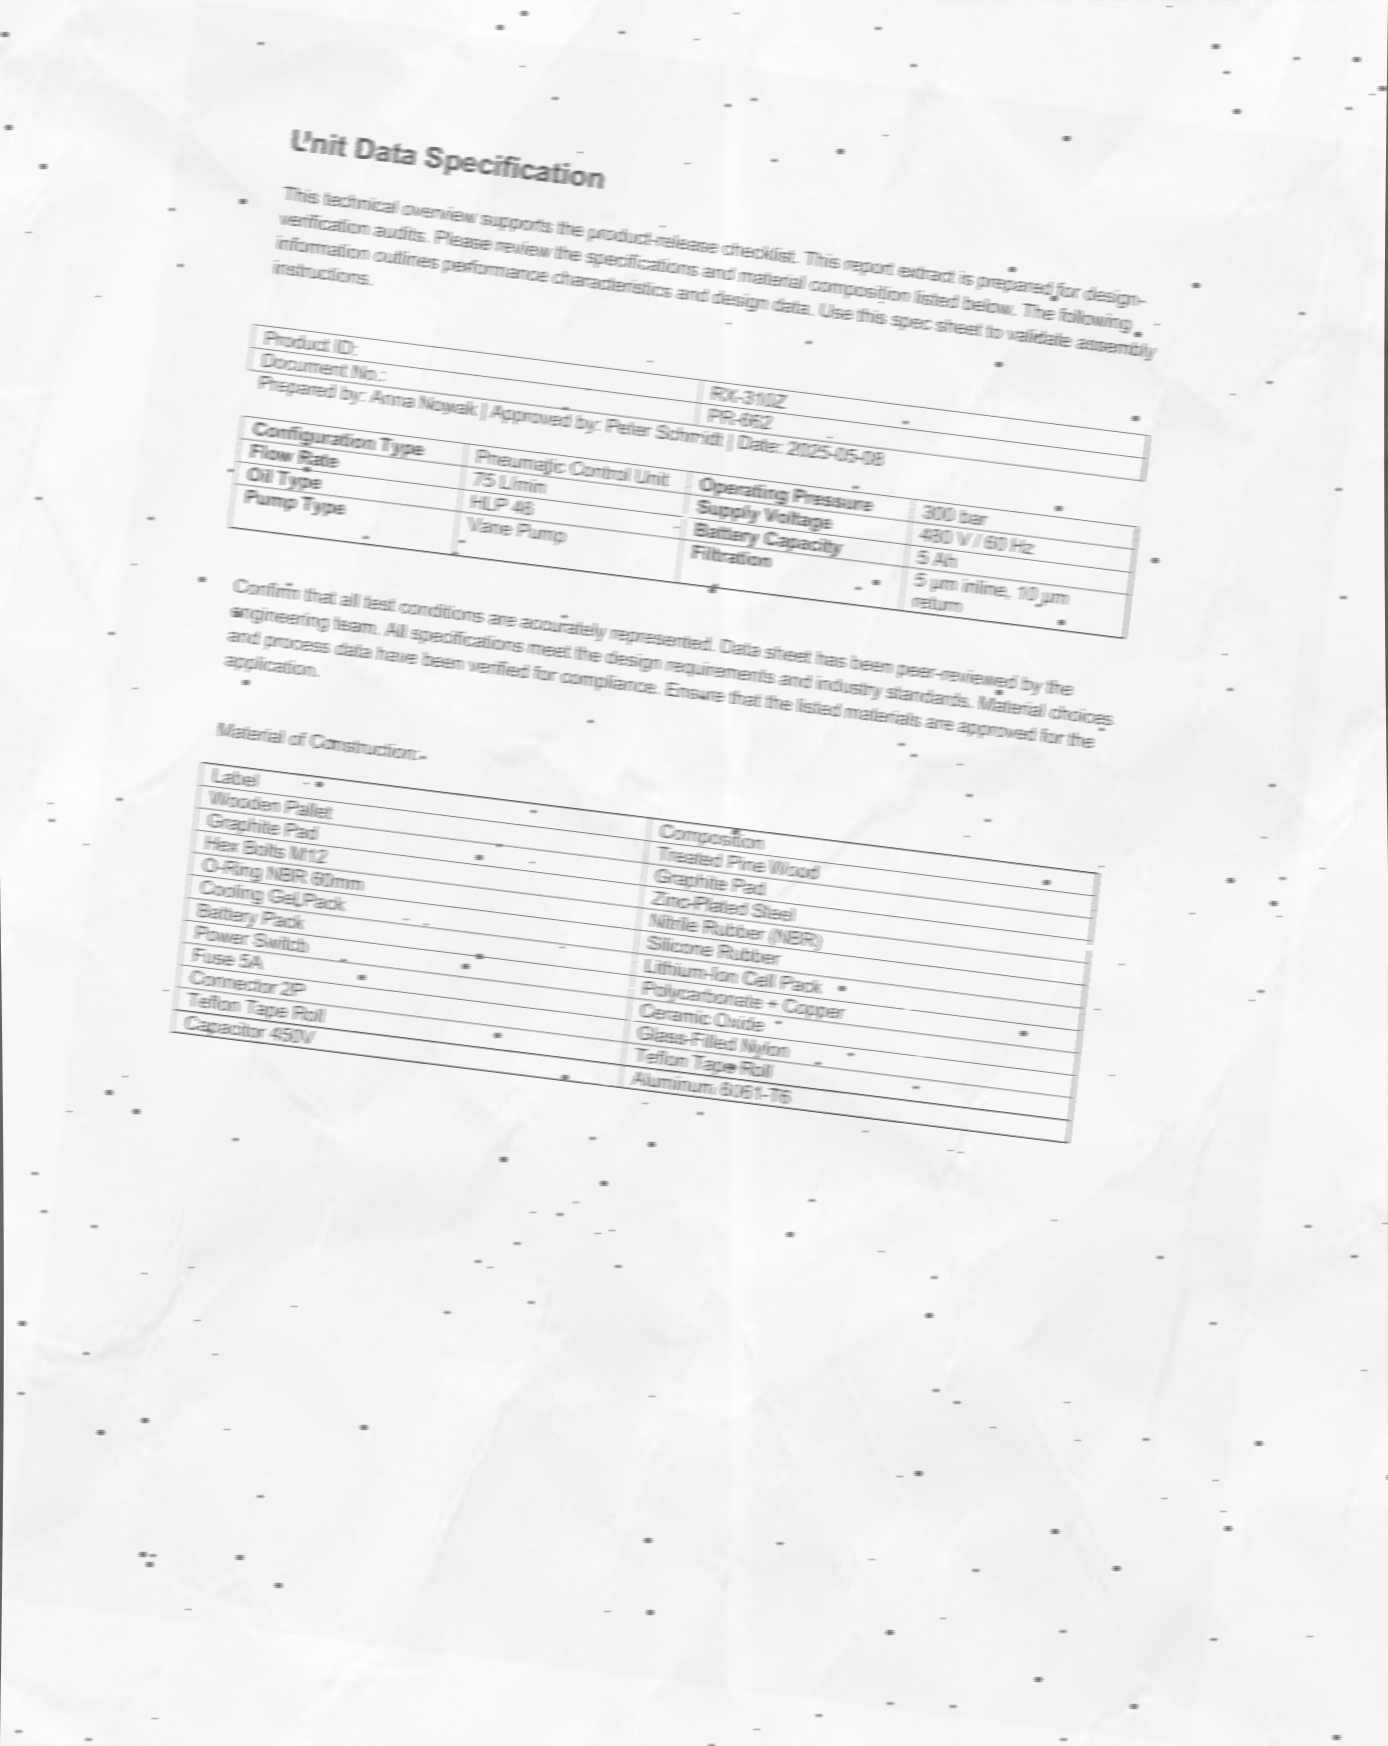 Unit Data Specification
This technical overview supports the product-release checklist. This report extract is prepared for design-
verification audits. Please review the specifications and material composition listed below. The following
information outlines performance characteristics and design data. Use this spec sheet to validate assembly
instructions.
Product ID: RX-310Z
Document No.: PR-662
Prepared by: Anna Nowak | Approved by: Peter Schmidt | Date: 2025-05-08
Configuration Type Pneumatic Control Unit Operating Pressure 300 bar
Flow Rate 75 L/min Supply Voltage 480 V / 60 Hz
Oil Type HLP 46 Battery Capacity 5 Ah
Pump Type Vane Pump Filtration 5 µm inline, 10 µm
return
Confirm that all test conditions are accurately represented. Data sheet has been peer-reviewed by the
engineering team. All specifications meet the design requirements and industry standards. Material choices
and process data have been verified for compliance. Ensure that the listed materials are approved for the
application.
Material of Construction:
Label Composition
Wooden Pallet Treated Pine Wood
Graphite Pad Graphite Pad
Hex Bolts M12 Zinc-Plated Steel
O-Ring NBR 60mm Nitrile Rubber (NBR)
Cooling Gel Pack Silicone Rubber
Battery Pack Lithium-Ion Cell Pack
Power Switch Polycarbonate + Copper
Fuse 5A Ceramic Oxide
Connector 2P Glass-Filled Nylon
Teflon Tape Roll Teflon Tape Roll
Capacitor 450V Aluminum 6061-T6